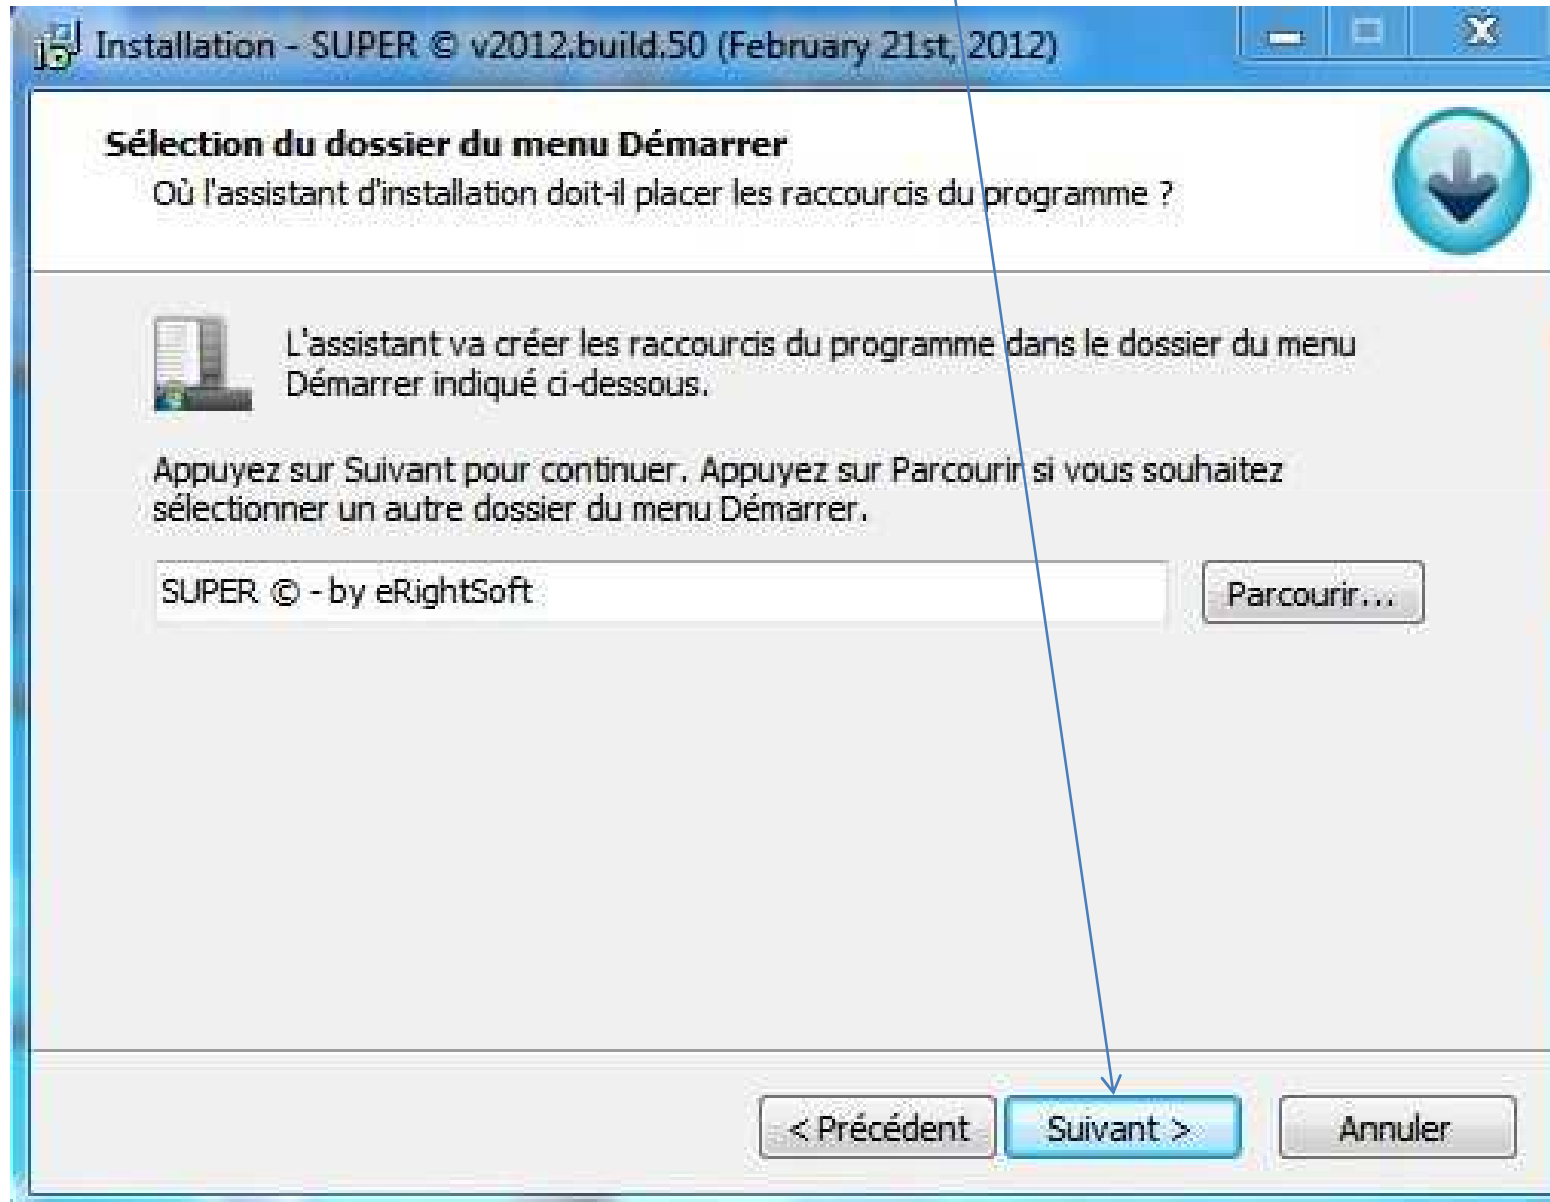 Installation - SUPER © v2012.build.50 (February 21st, 2012)
Sélection du dossier du menu Démarrer
Où l'assistant d'installation doit-il placer les raccourcis du programme ?
L'assistant va créer les raccourcis du programme dans le dossier du menu
Démarrer indiqué ci-dessous.
Appuyez sur Suivant pour continuer. Appuyez sur Parcourir si vous souhaitez
sélectionner un autre dossier du menu Démarrer.
SUPER © - by eRightSoft
Parcourir...
< Précédent
Suivant >
Annuler